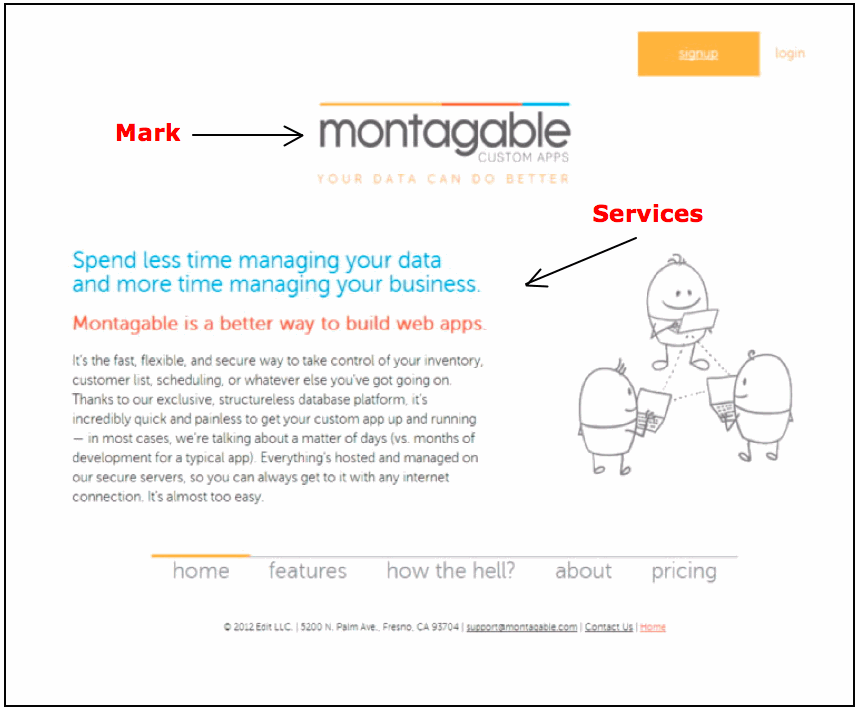 signup login
Mark
montagable
CUSTOM APPS
YOUR DATA CAN DO BETTER
Services
Spend less time managing your data
and more time managing your business.
Montagable is a better way to build web apps.
It's the fast, flexible, and secure way to take control of your inventory,
customer list, scheduling, or whatever else you've got going on.
Thanks to our exclusive, structureless database platform, it's
incredibly quick and painless to get your custom app up and running
— in most cases, we're talking about a matter of days (vs. months of
development for a typical app). Everything's hosted and managed on
our secure servers, so you can always get to it with any internet
connection. It's almost too easy.
home features how the hell? about pricing
© 2012 Edit LLC. | 5200 N. Palm Ave., Fresno, CA 93704 | support@montagable.com | Contact Us | Home